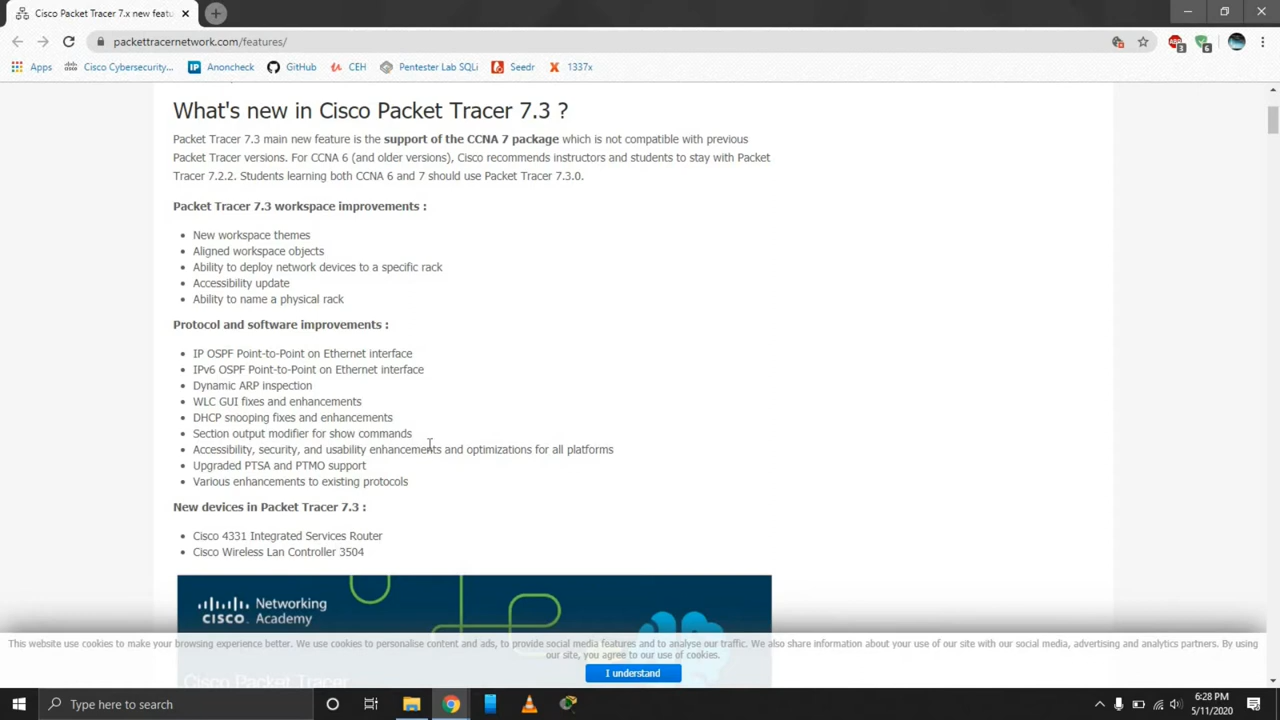 Cisco Packet Tracer 7.x new featu
packettracernetwork.com/features/
3
6
Apps
Cisco Cybersecurity...
IP Anoncheck
GitHub
CEH
Pentester Lab SQLi
Seedr
1337x
What's new in Cisco Packet Tracer 7.3 ?
Packet Tracer 7.3 main new feature is the support of the CCNA 7 package which is not compatible with previous
Packet Tracer versions. For CCNA 6 (and older versions), Cisco recommends instructors and students to stay with Packet
Tracer 7.2.2. Students learning both CCNA 6 and 7 should use Packet Tracer 7.3.0.
Packet Tracer 7.3 workspace improvements :
New workspace themes
Aligned workspace objects
Ability to deploy network devices to a specific rack
Accessibility update
Ability to name a physical rack
Protocol and software improvements :
IP OSPF Point-to-Point on Ethernet interface
IPv6 OSPF Point-to-Point on Ethernet interface
Dynamic ARP inspection
WLC GUI fixes and enhancements
DHCP snooping fixes and enhancements
Section output modifier for show commands
Accessibility, security, and usability enhancements and optimizations for all platforms
Upgraded PTSA and PTMO support
Various enhancements to existing protocols
New devices in Packet Tracer 7.3 :
Cisco 4331 Integrated Services Router
Cisco Wireless Lan Controller 3504
CISCO
Networking
Academy
This website use cookies to make your browsing experience better. We use cookies to personalise content and ads, to provide social media features and to analyse our traffic. We also share information about your use of our site with our social media, advertising and analytics partners. By using
our site, you agree to our use of cookies.
I understand
Cisco Packet Tracer
Type here to search
6:28 PM
5/11/2020